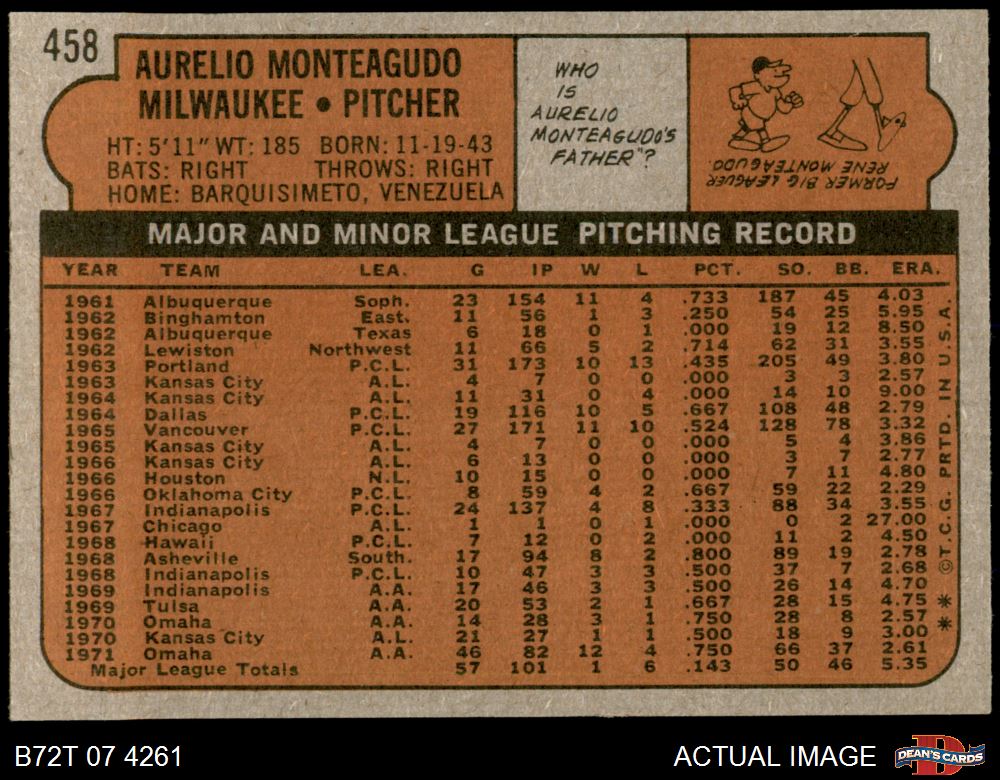 458
AURELIO MONTEAGUDO
MILWAUKEE • PITCHER
HT: 5'11" WT: 185 BORN: 11-19-43
BATS: RIGHT THROWS: RIGHT
HOME: BARQUISIMETO, VENEZUELA
WHO
IS
AURELIO
MONTEAGUDO'S
FATHER"?
FORMER BIG LEAGUER
RENE MONTEAGUDO.
MAJOR AND MINOR LEAGUE PITCHING RECORD
YEAR TEAM LEA. G IP W L PCT. SO. BB. ERA.
1961 Albuquerque Soph. 23 154 11 4 .733 187 45 4.03
1962 Binghamton East. 11 56 1 3 .250 54 25 5.95
1962 Albuquerque Texas 6 18 0 1 .000 19 12 8.50
1962 Lewiston Northwest 11 66 5 2 .714 62 31 3.55
1963 Portland P.C.L. 31 173 10 13 .435 205 49 3.80
1963 Kansas City A.L. 4 7 0 0 .000 3 3 2.57
1964 Kansas City A.L. 11 31 0 4 .000 14 10 9.00
1964 Dallas P.C.L. 19 116 10 5 .667 108 48 2.79
1965 Vancouver P.C.L. 27 171 11 10 .524 128 78 3.32
1965 Kansas City A.L. 4 7 0 0 .000 5 4 3.86
1966 Kansas City A.L. 6 13 0 0 .000 3 7 2.77
1966 Houston N.L. 10 15 0 0 .000 7 11 4.80
1966 Oklahoma City P.C.L. 8 59 4 2 .667 59 22 2.29
1967 Indianapolis P.C.L. 24 137 4 8 .333 88 34 3.55
1967 Chicago A.L. 1 1 0 1 .000 0 2 27.00
1968 Hawaii P.C.L. 7 12 0 2 .000 11 2 4.50
1968 Asheville South. 17 94 8 2 .800 89 19 2.78
1968 Indianapolis P.C.L. 10 47 3 3 .500 37 7 2.68
1969 Indianapolis A.A. 17 46 3 3 .500 26 14 4.70
1969 Tulsa A.A. 20 53 2 1 .667 28 15 4.75
1970 Omaha A.A. 14 28 3 1 .750 28 8 2.57
1970 Kansas City A.L. 21 27 1 1 .500 18 9 3.00
1971 Omaha A.A. 46 82 12 4 .750 66 37 2.61
Major League Totals 57 101 1 6 .143 50 46 5.35
* * © T.C.G. PRTD. IN U.S.A.
B72T 07 4261
ACTUAL IMAGE
DEAN'S CARDS